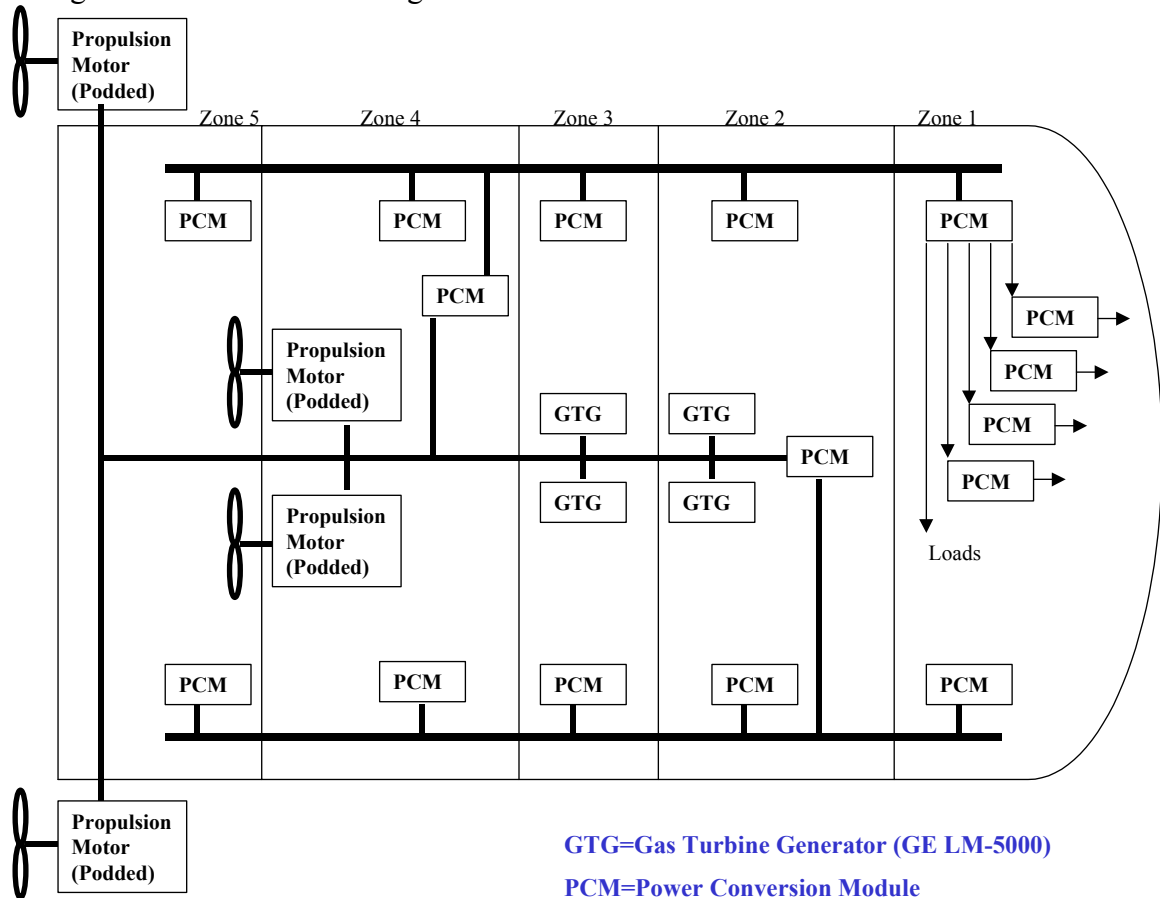 Propulsion
Motor
(Podded)
Zone 5
Zone 4
Zone 3
Zone 2
Zone 1
PCM
PCM
PCM
PCM
PCM
PCM
PCM
PCM
PCM
PCM
Propulsion
Motor
(Podded)
GTG
GTG
PCM
GTG
GTG
Propulsion
Motor
(Podded)
Loads
PCM
PCM
PCM
PCM
PCM
Propulsion
Motor
(Podded)
GTG=Gas Turbine Generator (GE LM-5000)
PCM=Power Conversion Module